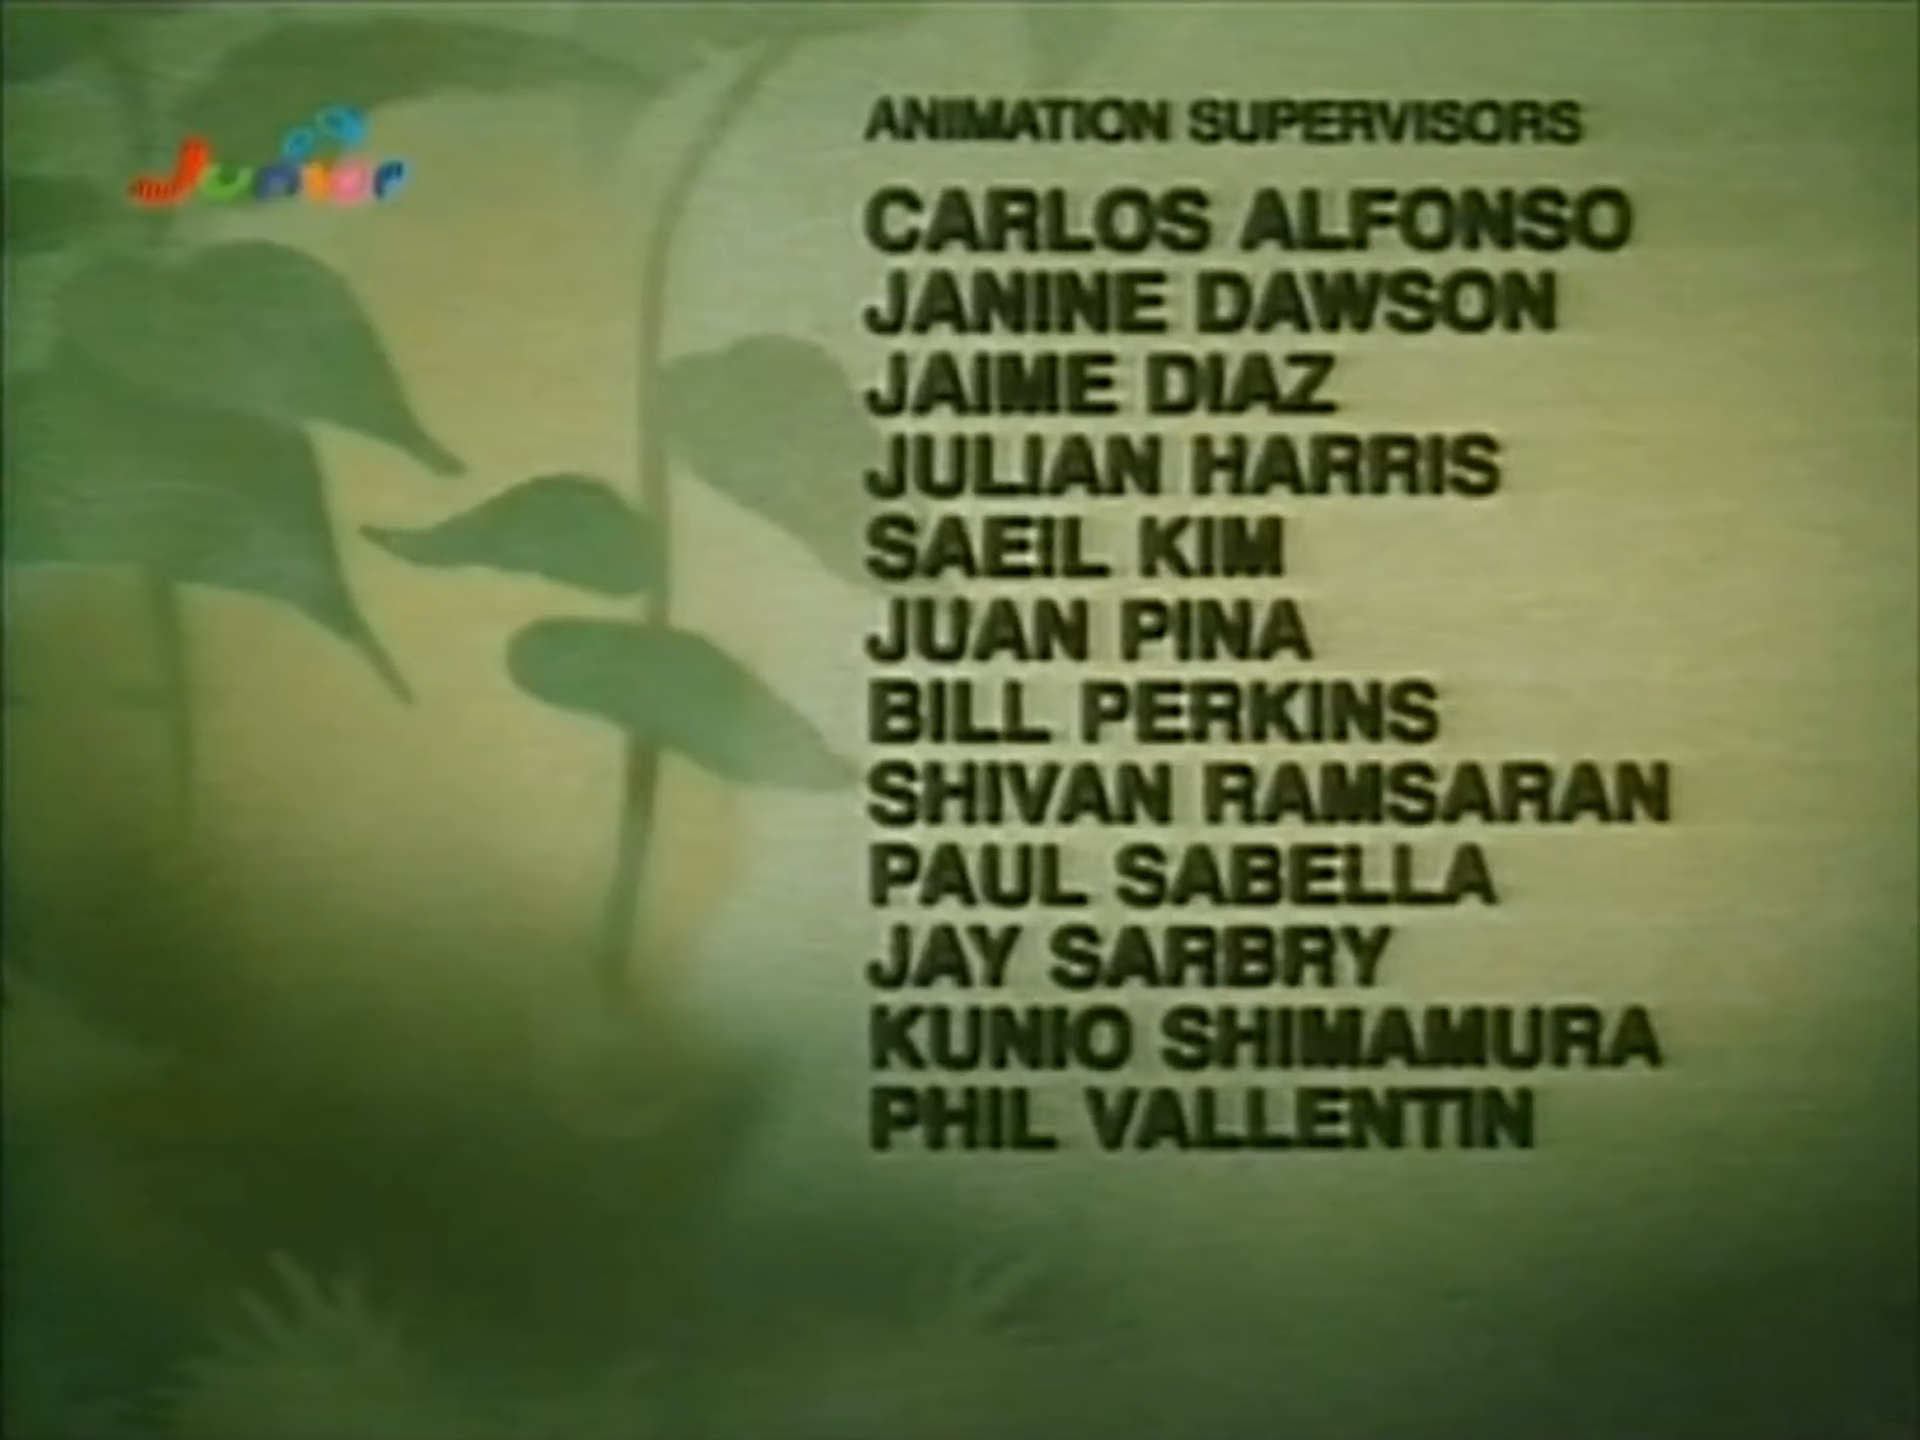 Junior
ANIMATION SUPERVISORS
CARLOS ALFONSO
JANINE DAWSON
JAIME DIAZ
JULIAN HARRIS
SAEIL KIM
JUAN PINA
BILL PERKINS
SHIVAN RAMSARAN
PAUL SABELLA
JAY SARBRY
KUNIO SHIMAMURA
PHIL VALLENTIN